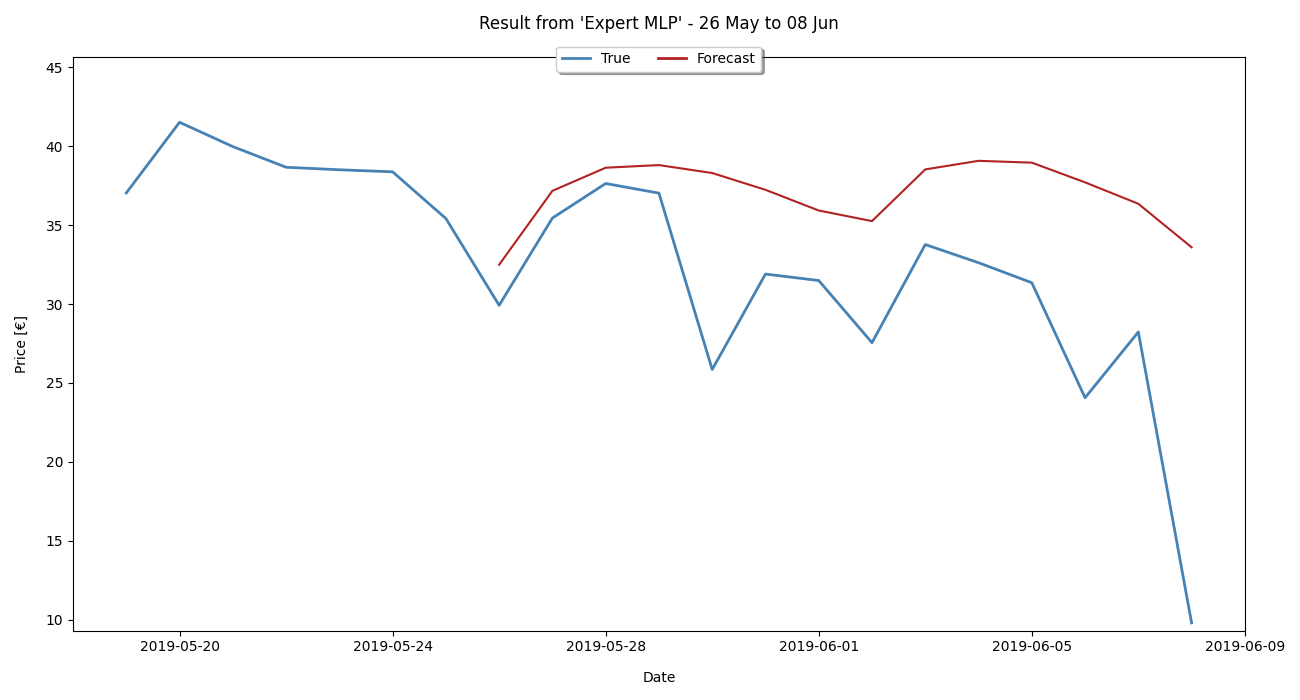 Result from 'Expert MLP' - 26 May to 08 Jun
True Forecast
45
40
35
30
25
20
15
10
Price [€]
2019-05-20 2019-05-24 2019-05-28 2019-06-01 2019-06-05 2019-06-09
Date